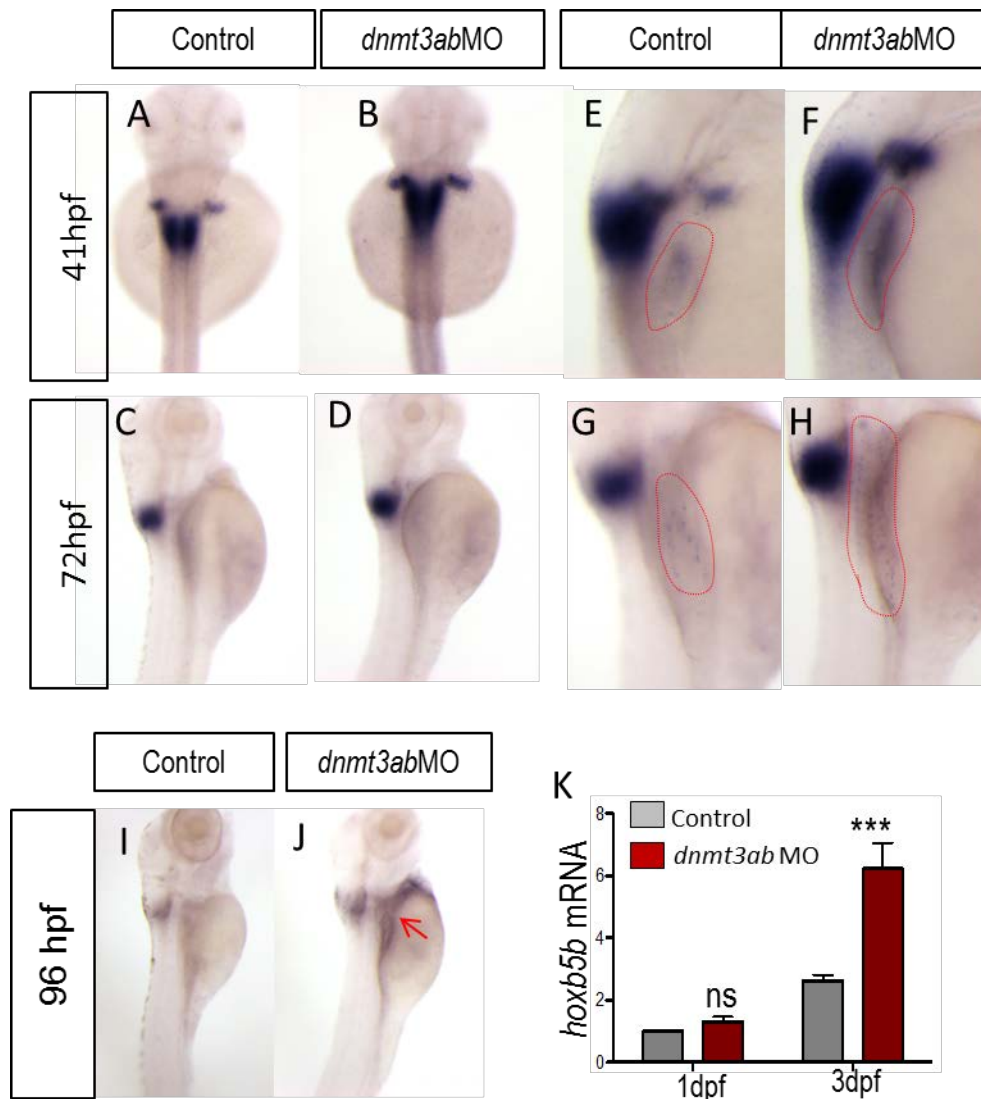 Control
dnmt3abMO
Control
dnmt3abMO
41hpf
A
B
E
F
72hpf
C
D
G
H
Control
dnmt3abMO
96 hpf
I
J
K
hoxb5b mRNA
8
6
4
2
0
Control
dnmt3ab MO
ns
***
1dpf
3dpf